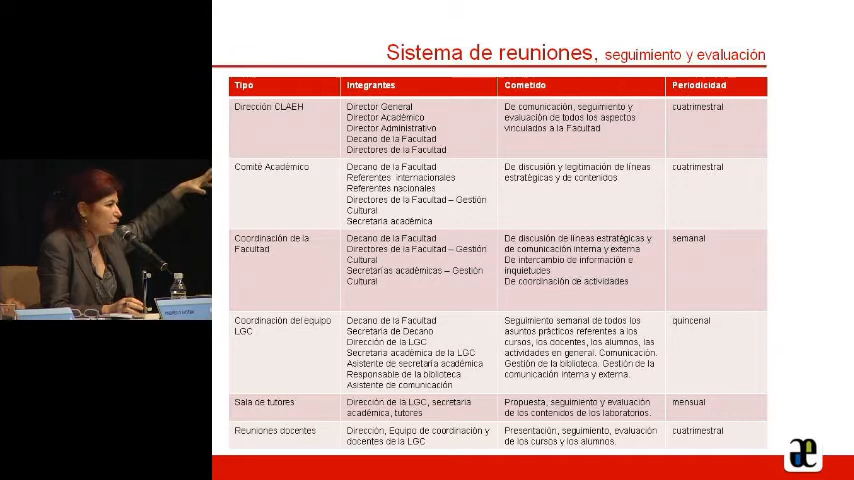 Sistema de reuniones, seguimiento y evaluación
Tipo Integrantes Cometido Periodicidad
Dirección CLAEH
Director General
Director Académico
Director Administrativo
Decano de la Facultad
Directores de la Facultad
De comunicación, seguimiento y
evaluación de todos los aspectos
vinculados a la Facultad
cuatrimestral
Comité Académico
Decano de la Facultad
Referentes internacionales
Referentes nacionales
Directores de la Facultad – Gestión
Cultural
Secretaria académica
De discusión y legitimación de líneas
estratégicas y de contenidos
cuatrimestral
Coordinación de la
Facultad
Decano de la Facultad
Directores de la Facultad – Gestión
Cultural
Secretarías académicas – Gestión
Cultural
De discusión de líneas estratégicas y
de comunicación interna y externa
De intercambio de información e
inquietudes
De coordinación de actividades
semanal
Coordinación del equipo
LGC
Decano de la Facultad
Secretaria de Decano
Dirección de la LGC
Secretaria académica de la LGC
Asistente de secretaría académica
Responsable de la biblioteca
Asistente de comunicación
Seguimiento semanal de todos los
asuntos prácticos referentes a los
cursos, los docentes, los alumnos, las
actividades en general. Comunicación.
Gestión de la biblioteca. Gestión de la
comunicación interna y externa.
quincenal
Sala de tutores
Dirección de la LGC, secretaria
académica, tutores
Propuesta, seguimiento y evaluación
de los contenidos de los laboratorios.
mensual
Reuniones docentes
Dirección, Equipo de coordinación y
docentes de la LGC
Presentación, seguimiento, evaluación
de los cursos y los alumnos.
cuatrimestral